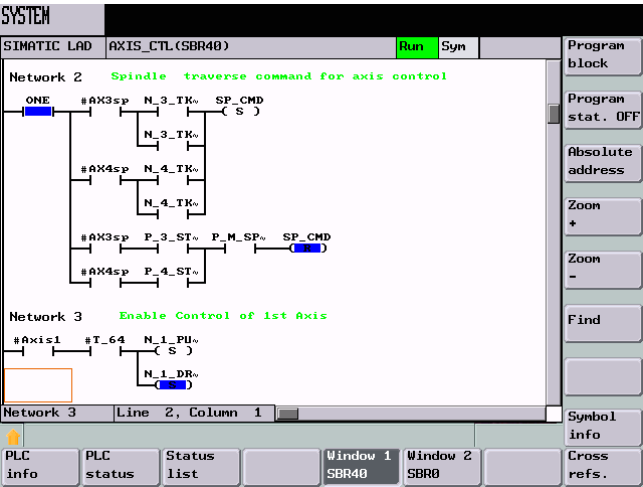 SYSTEM
SIMATIC LAD AXIS_CTL(SBR40) Run Sym
Program block
Network 2 Spindle traverse command for axis control
ONE #AX3sp N_3_TK~ SP_CMD
( S )
Program stat. OFF
N_3_TK~
Absolute address
#AX4sp N_4_TK~
N_4_TK~
Zoom +
#AX3sp P_3_ST~ P_M_SP~ SP_CMD
( R )
Zoom -
#AX4sp P_4_ST~
Network 3 Enable Control of 1st Axis
Find
#Axis1 #T_64 N_1_PU~
( S )
N_1_DR~
( S )
Network 3 Line 2, Column 1
Symbol info
PLC info
PLC status
Status list
Window 1 SBR40
Window 2 SBR0
Cross refs.